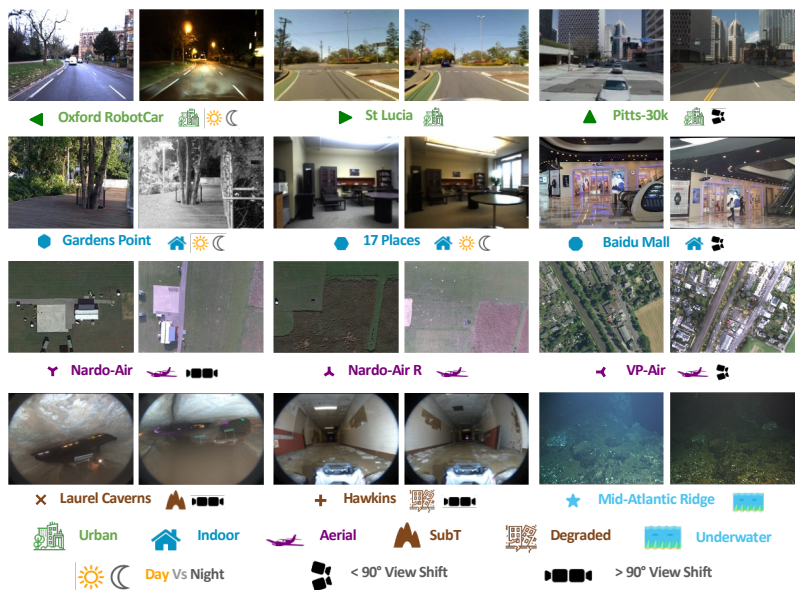 Oxford RobotCar
St Lucia
Pitts-30k
Gardens Point
17 Places
Baidu Mall
Nardo-Air
Nardo-Air R
VP-Air
Laurel Caverns
Hawkins
Mid-Atlantic Ridge
Urban
Indoor
Aerial
SubT
Degraded
Underwater
Day Vs Night
< 90° View Shift
> 90° View Shift